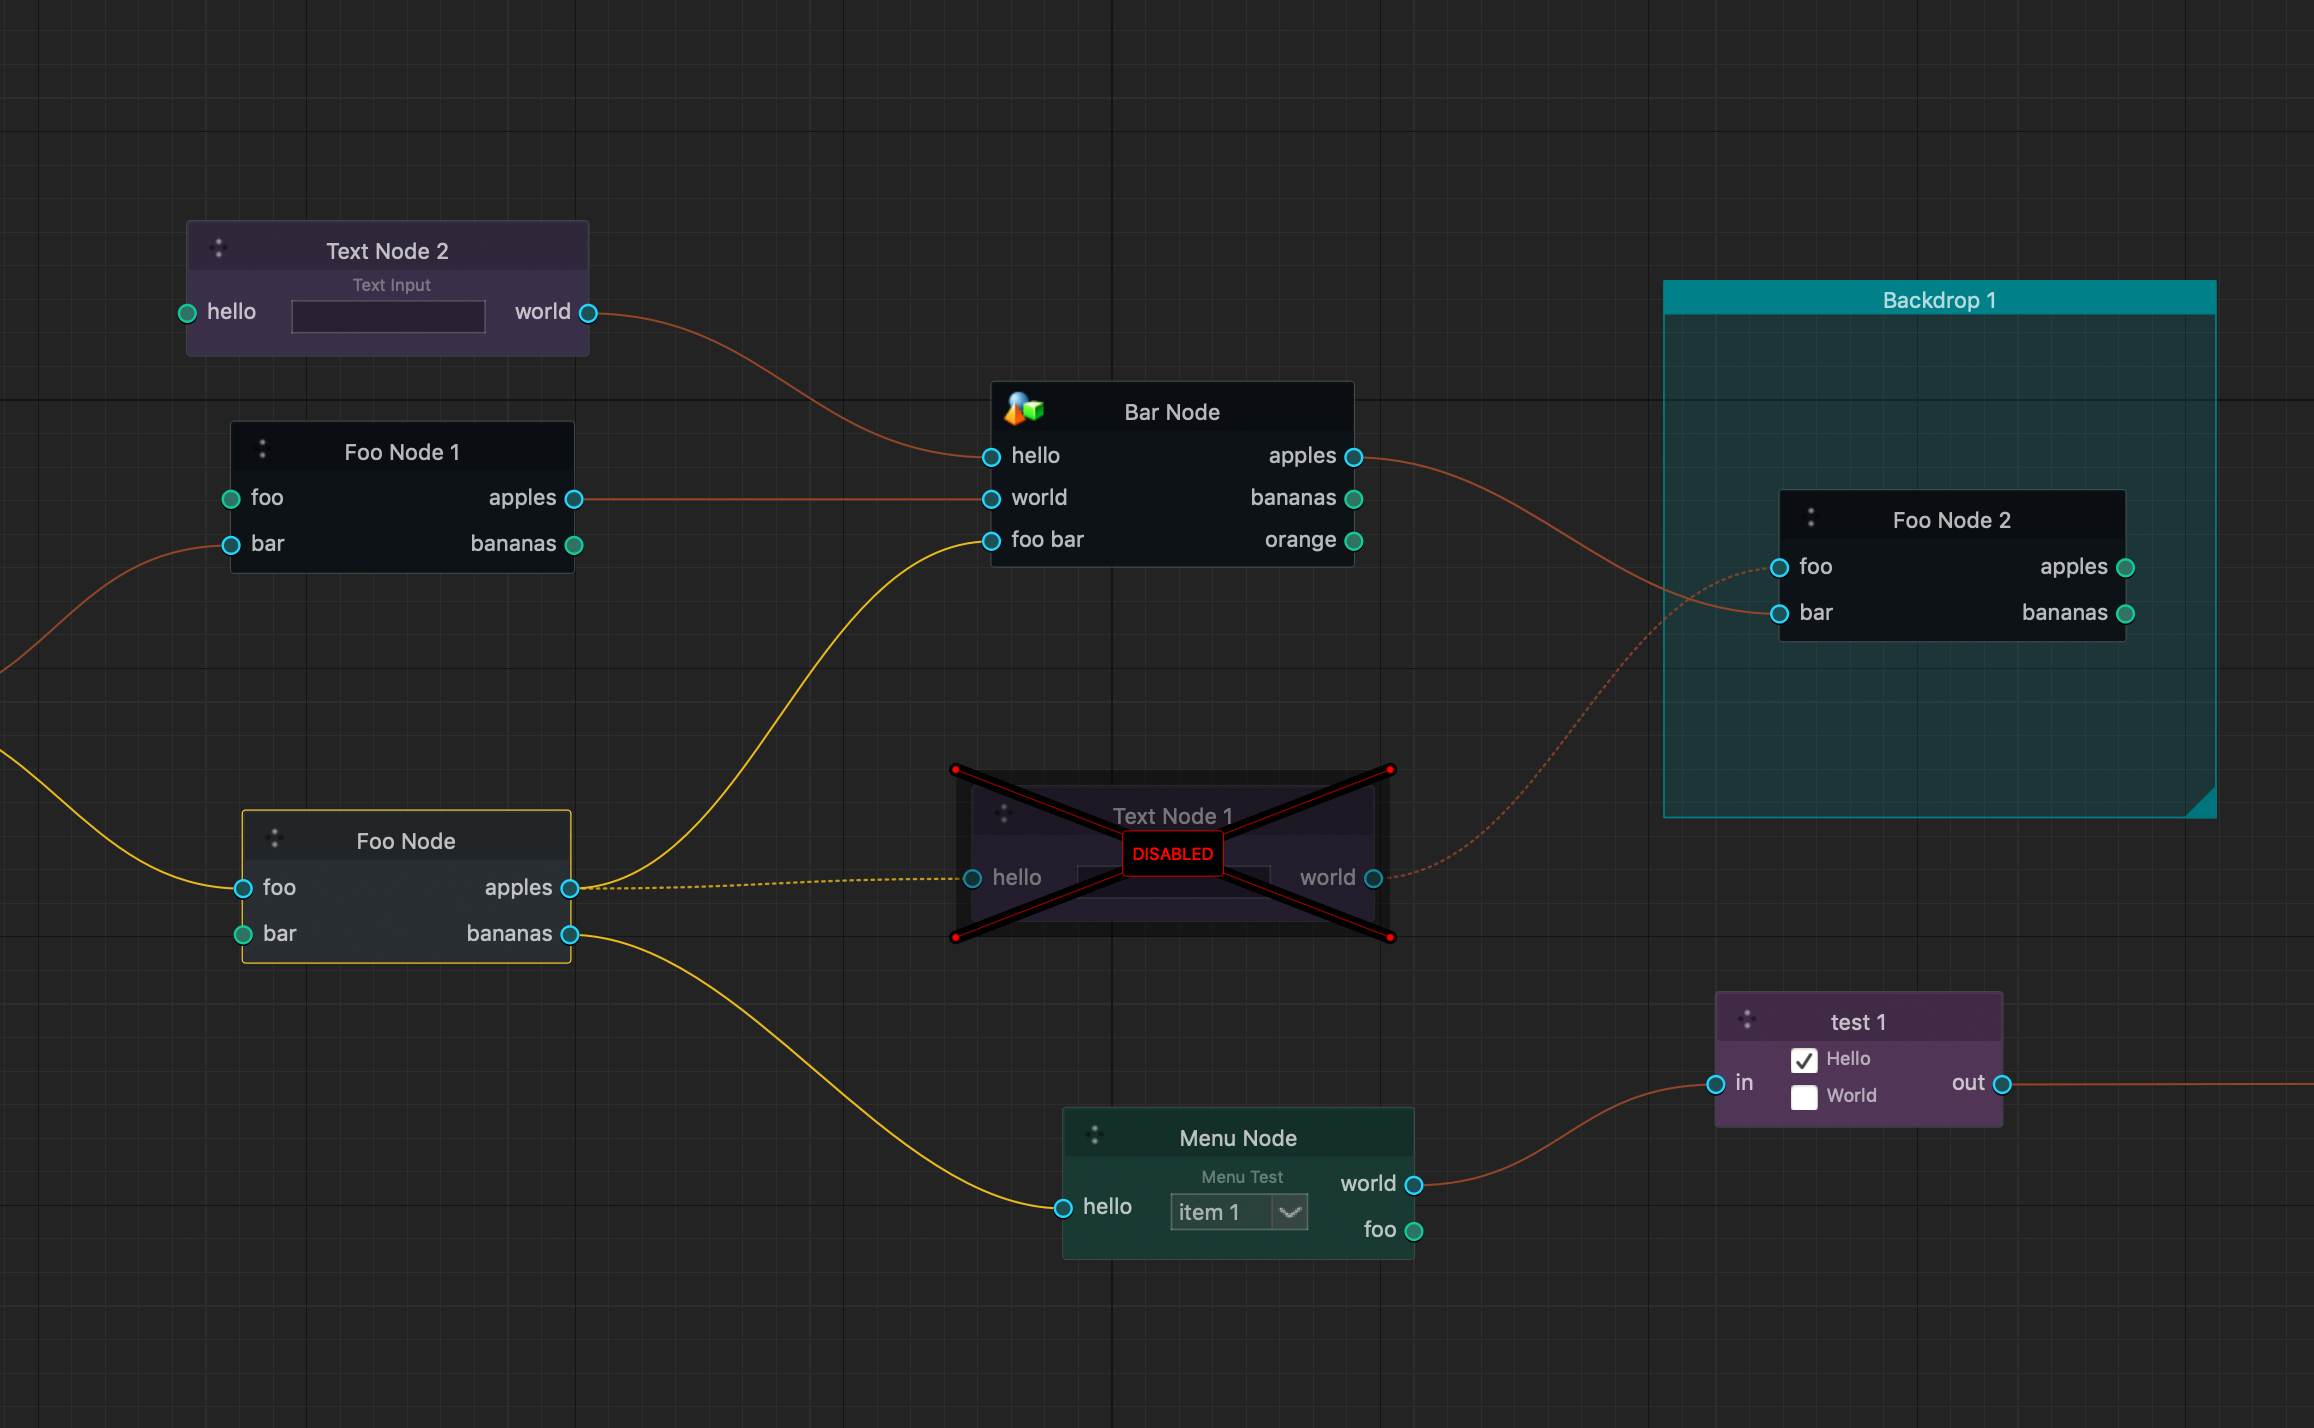 Text Node 2
Text Input
hello
world
Foo Node 1
foo
apples
bar
bananas
Bar Node
hello
apples
world
bananas
foo bar
orange
Backdrop 1
Foo Node 2
foo
apples
bar
bananas
Foo Node
foo
apples
bar
bananas
Text Node 1
DISABLED
hello
world
test 1
Hello
in
out
World
Menu Node
Menu Test
world
hello
item 1
foo